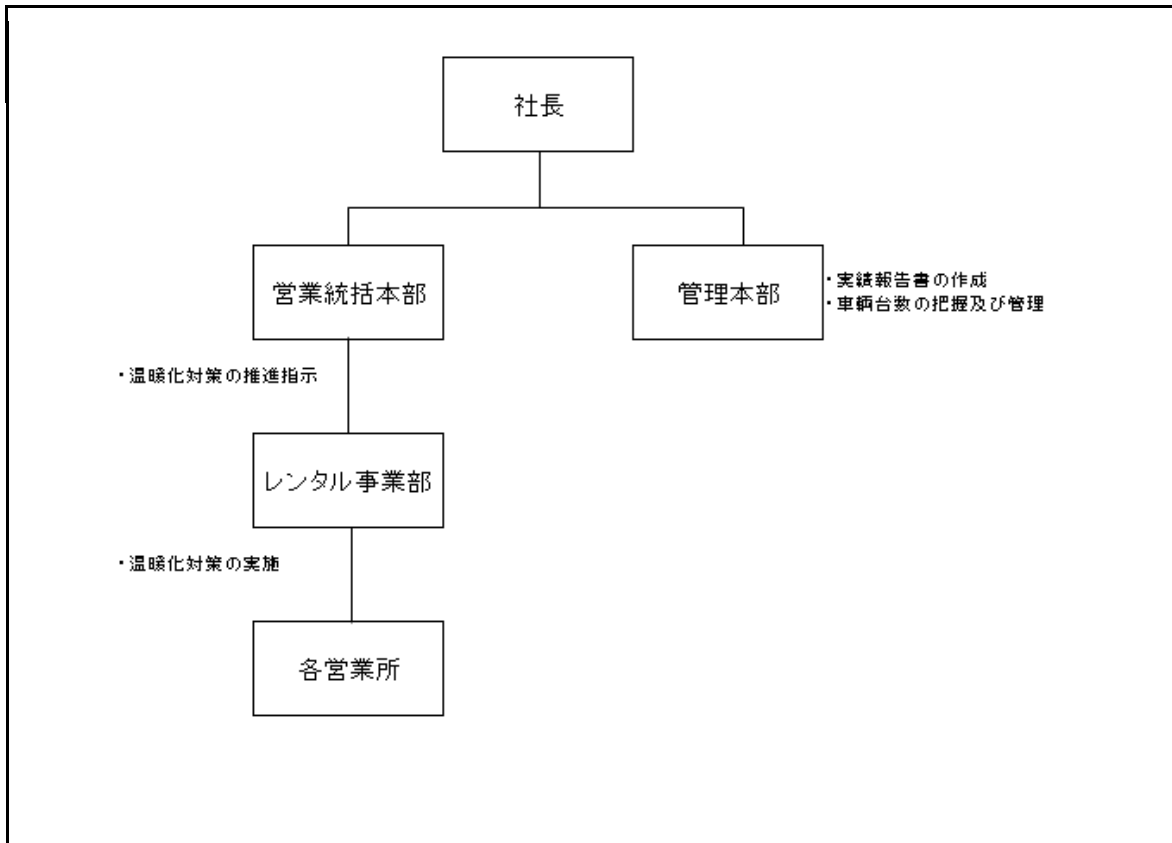 社長
営業統括本部
管理本部
・実績報告書の作成
・車輌台数の把握及び管理
・温暖化対策の推進指示
レンタル事業部
・温暖化対策の実施
各営業所